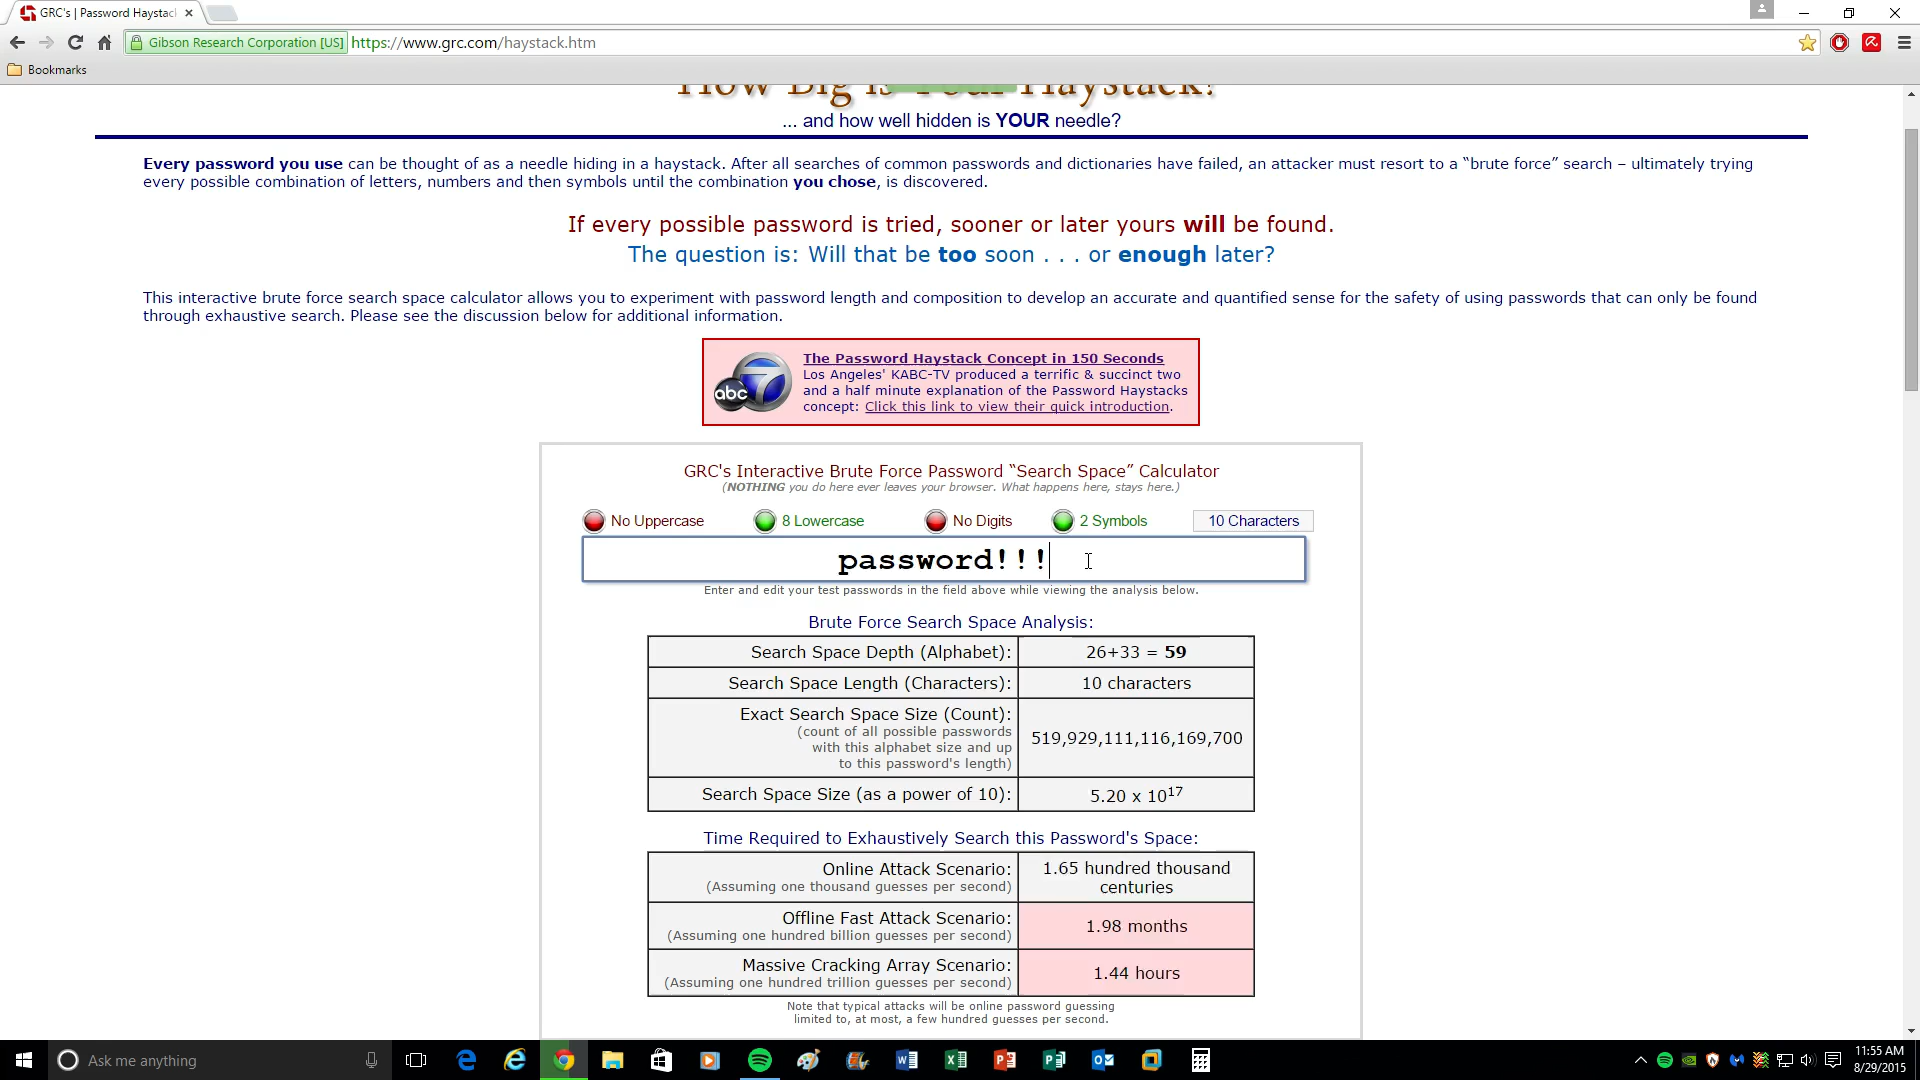 GRC's | Password Haystac
Gibson Research Corporation [US] https://www.grc.com/haystack.htm
Bookmarks
How Big is Your Haystack?
... and how well hidden is YOUR needle?
Every password you use can be thought of as a needle hiding in a haystack. After all searches of common passwords and dictionaries have failed, an attacker must resort to a “brute force” search – ultimately trying
every possible combination of letters, numbers and then symbols until the combination you chose, is discovered.
If every possible password is tried, sooner or later yours will be found.
The question is: Will that be too soon . . . or enough later?
This interactive brute force search space calculator allows you to experiment with password length and composition to develop an accurate and quantified sense for the safety of using passwords that can only be found
through exhaustive search. Please see the discussion below for additional information.
The Password Haystack Concept in 150 Seconds
Los Angeles' KABC-TV produced a terrific & succinct two
and a half minute explanation of the Password Haystacks
concept: Click this link to view their quick introduction.
abc 7
GRC's Interactive Brute Force Password “Search Space” Calculator
(NOTHING you do here ever leaves your browser. What happens here, stays here.)
No Uppercase 8 Lowercase No Digits 2 Symbols 10 Characters
password!!!
Enter and edit your test passwords in the field above while viewing the analysis below.
Brute Force Search Space Analysis:
Search Space Depth (Alphabet): 26+33 = 59
Search Space Length (Characters): 10 characters
Exact Search Space Size (Count):
(count of all possible passwords
with this alphabet size and up
to this password's length)
519,929,111,116,169,700
Search Space Size (as a power of 10): 5.20 x 10¹⁷
Time Required to Exhaustively Search this Password's Space:
Online Attack Scenario:
(Assuming one thousand guesses per second)
1.65 hundred thousand
centuries
Offline Fast Attack Scenario:
(Assuming one hundred billion guesses per second)
1.98 months
Massive Cracking Array Scenario:
(Assuming one hundred trillion guesses per second)
1.44 hours
Note that typical attacks will be online password guessing
limited to, at most, a few hundred guesses per second.
Ask me anything
11:55 AM
8/29/2015